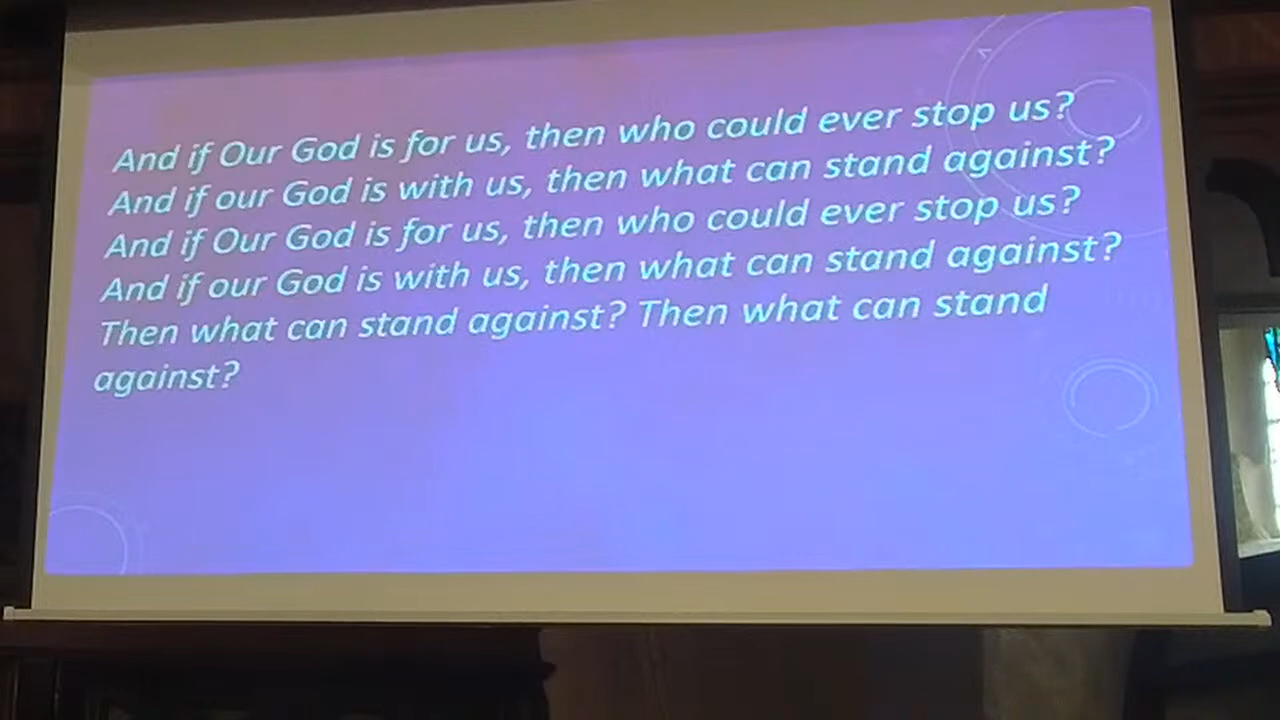 And if Our God is for us, then who could ever stop us?
And if our God is with us, then what can stand against?
And if Our God is for us, then who could ever stop us?
And if our God is with us, then what can stand against?
Then what can stand against? Then what can stand
against?